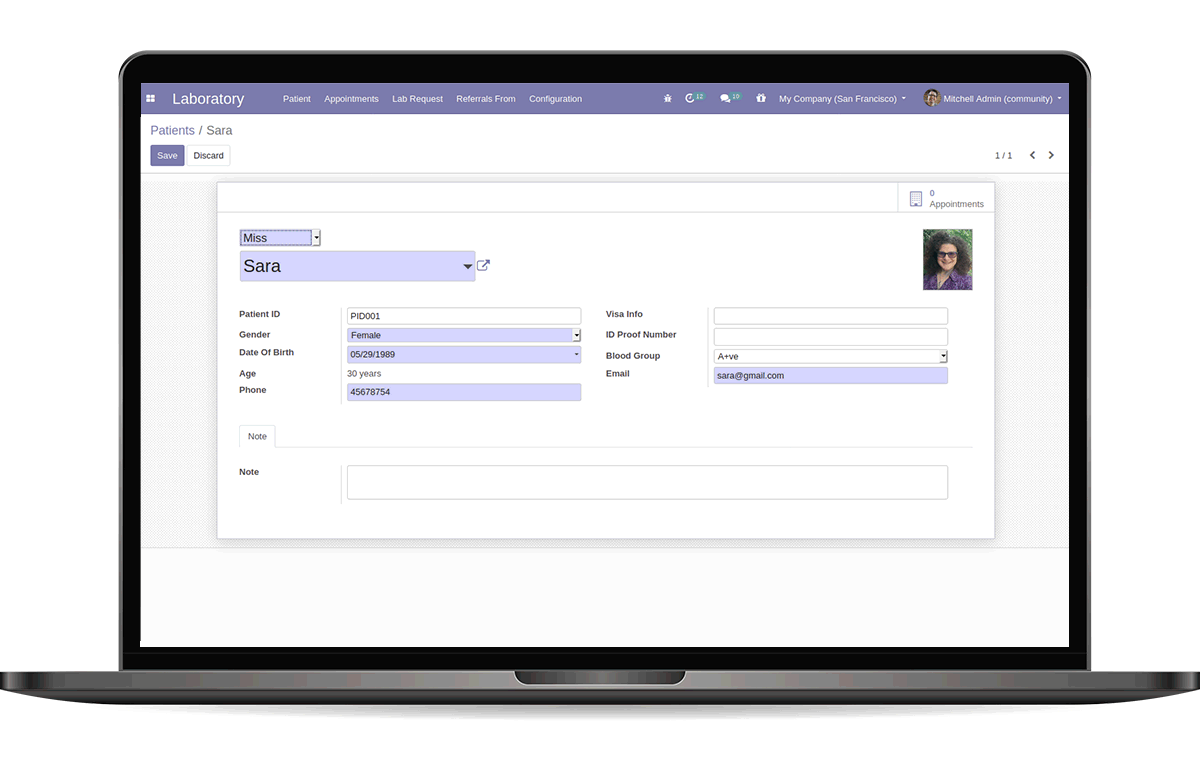 Laboratory Patient Appointments Lab Request Referrals From Configuration 12 10 My Company (San Francisco) Mitchell Admin (community)
Patients / Sara
Save Discard 1 / 1
0
Appointments
Miss
Sara
Patient ID PID001 Visa Info
Gender Female ID Proof Number
Date Of Birth 05/29/1989 Blood Group A+ve
Age 30 years Email sara@gmail.com
Phone 45678754
Note
Note